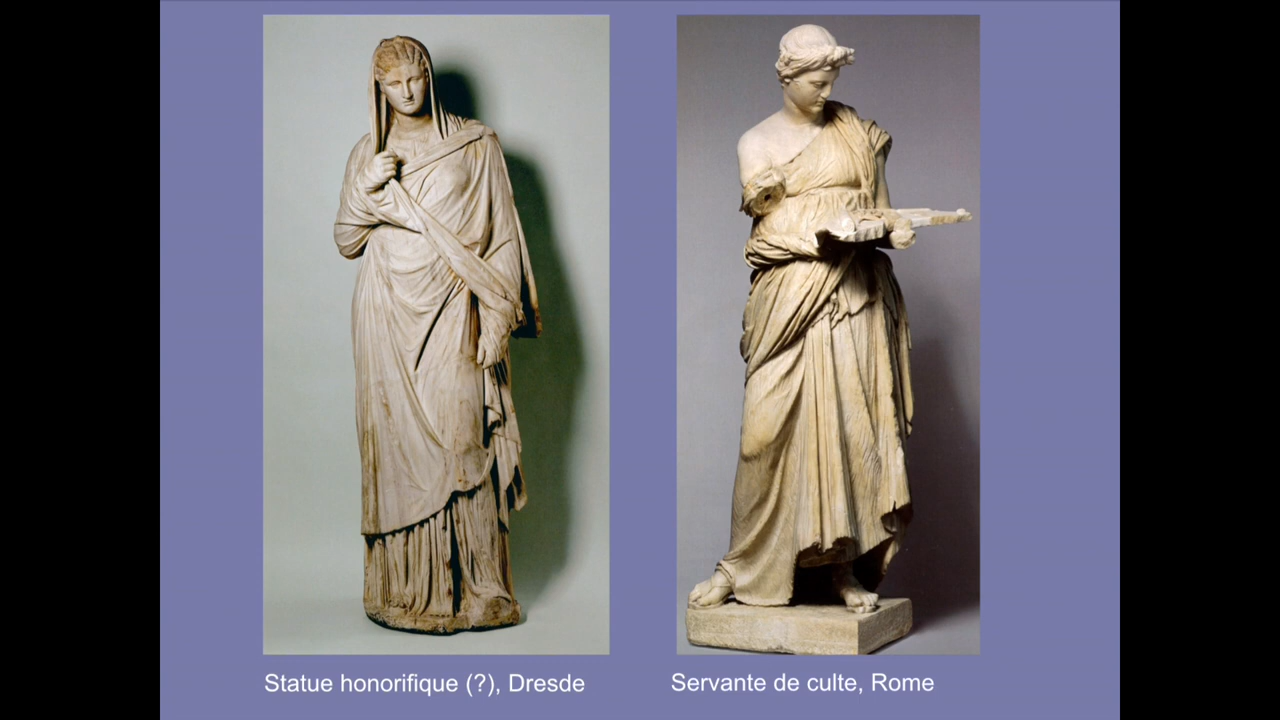 Statue honorifique (?), Dresde
Servante de culte, Rome